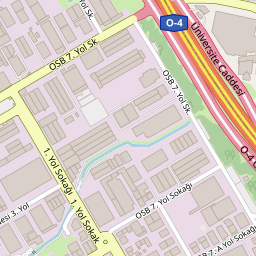 Yol Sk.
O-4
OSB 7. Yol Sk.
Üniversite Caddesi
OSB 7. Yol Sk.
O-4
1. Yol Sokağı
1. Yol Sokak
3. Yol
OSB 7. Yol Sokağı
OSB 7. A Yol Sokağı